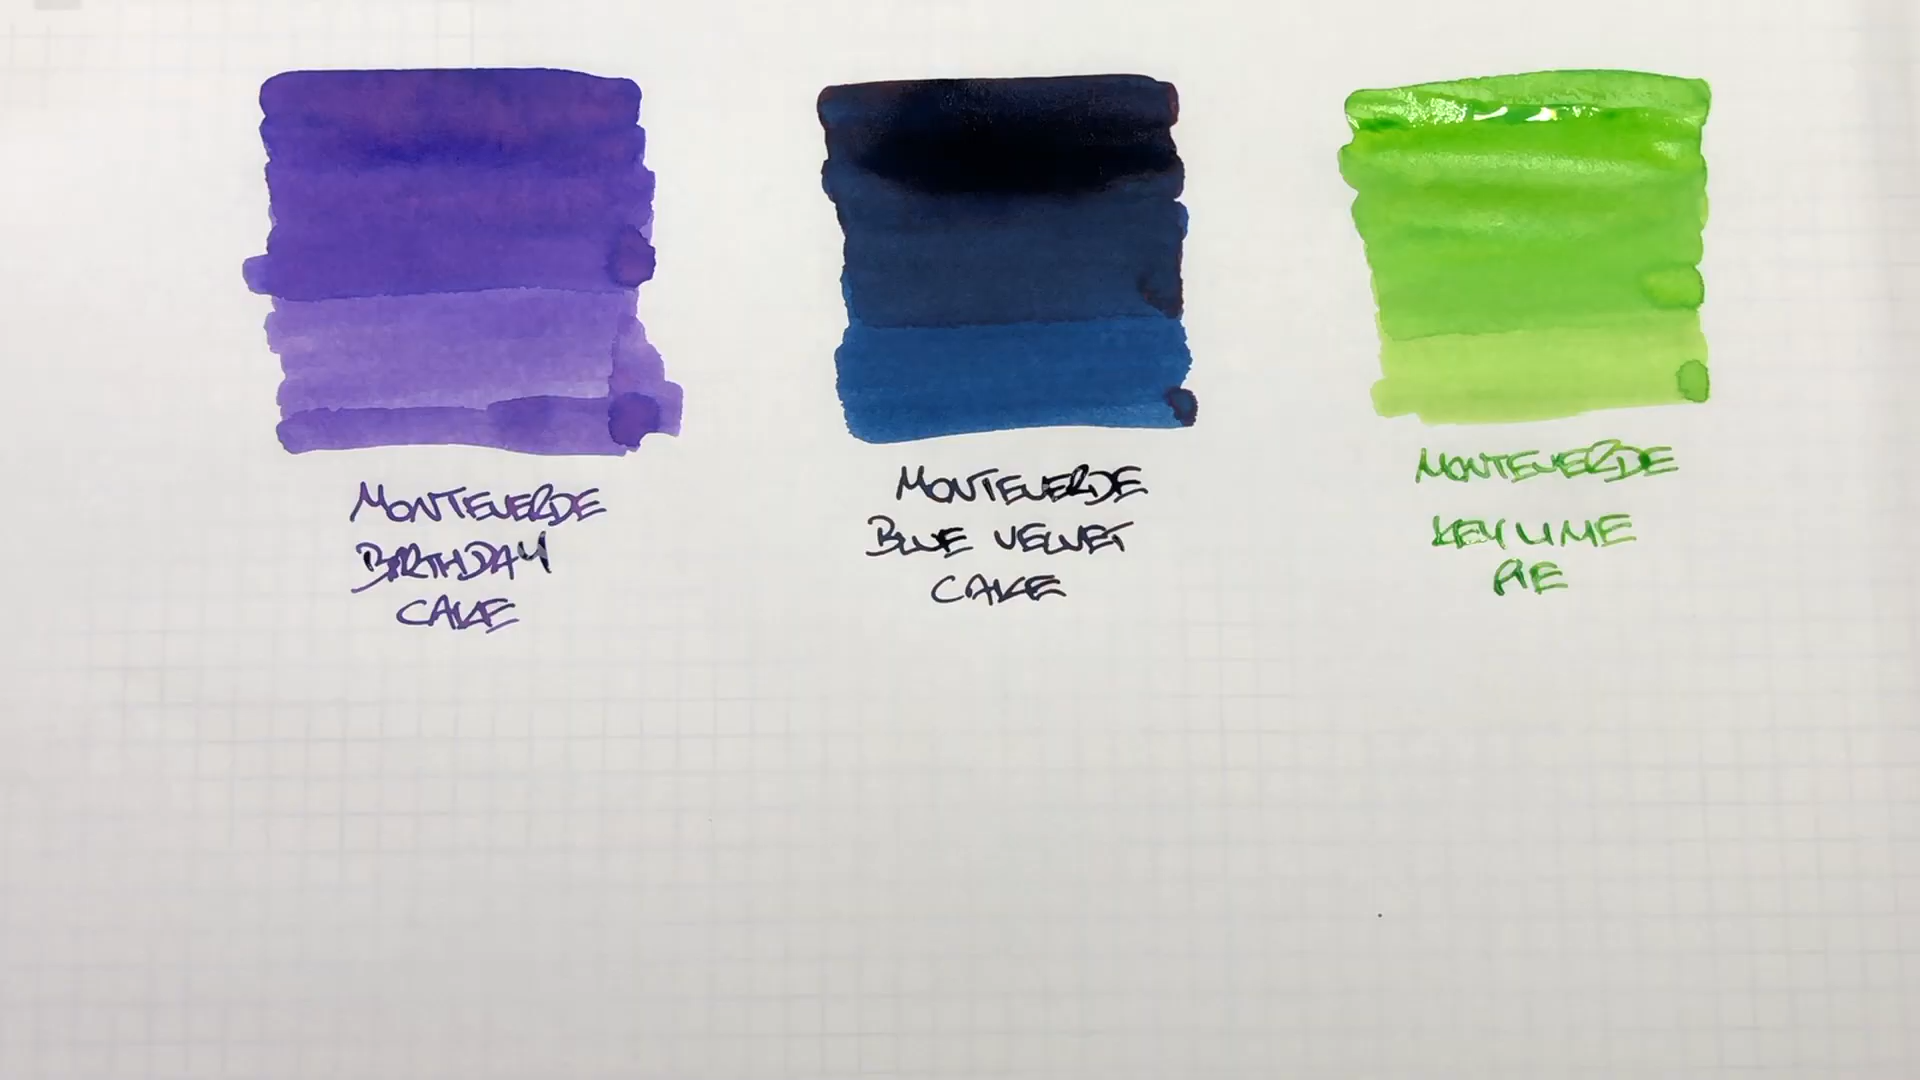 MONTEVERDE
BIRTHDAY
CAKE
MONTEVERDE
BLUE VELVET
CAKE
MONTEVERDE
KEY LIME
PIE